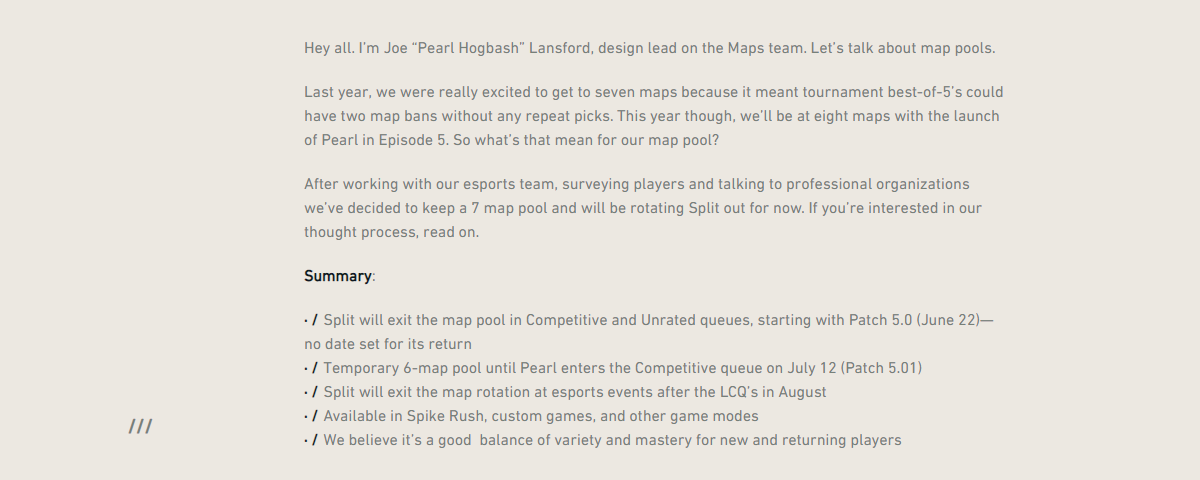 Hey all. I'm Joe “Pearl Hogbash” Lansford, design lead on the Maps team. Let's talk about map pools.
Last year, we were really excited to get to seven maps because it meant tournament best-of-5's could
have two map bans without any repeat picks. This year though, we'll be at eight maps with the launch
of Pearl in Episode 5. So what's that mean for our map pool?
After working with our esports team, surveying players and talking to professional organizations
we've decided to keep a 7 map pool and will be rotating Split out for now. If you're interested in our
thought process, read on.
Summary:
· / Split will exit the map pool in Competitive and Unrated queues, starting with Patch 5.0 (June 22)—
no date set for its return
· / Temporary 6-map pool until Pearl enters the Competitive queue on July 12 (Patch 5.01)
· / Split will exit the map rotation at esports events after the LCQ's in August
· / Available in Spike Rush, custom games, and other game modes
///
· / We believe it's a good  balance of variety and mastery for new and returning players